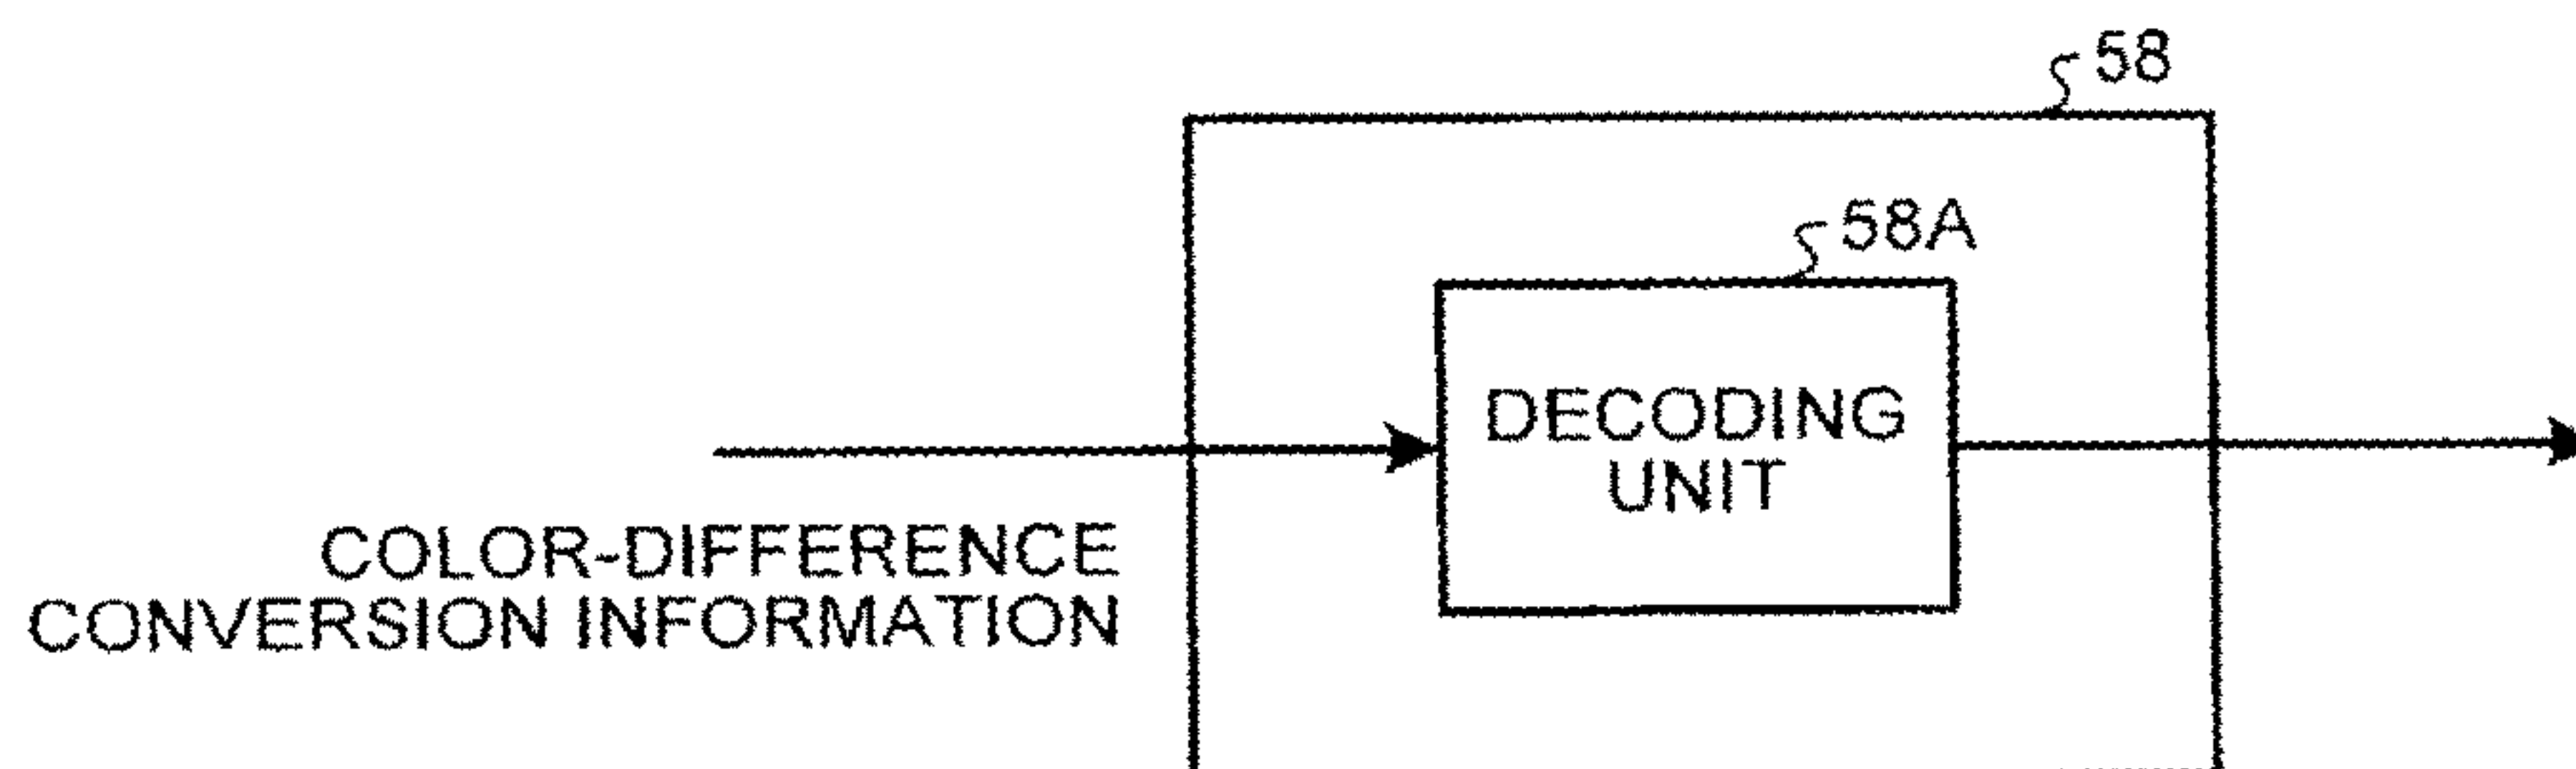 58
58A
DECODING
UNIT
COLOR-DIFFERENCE
CONVERSION INFORMATION